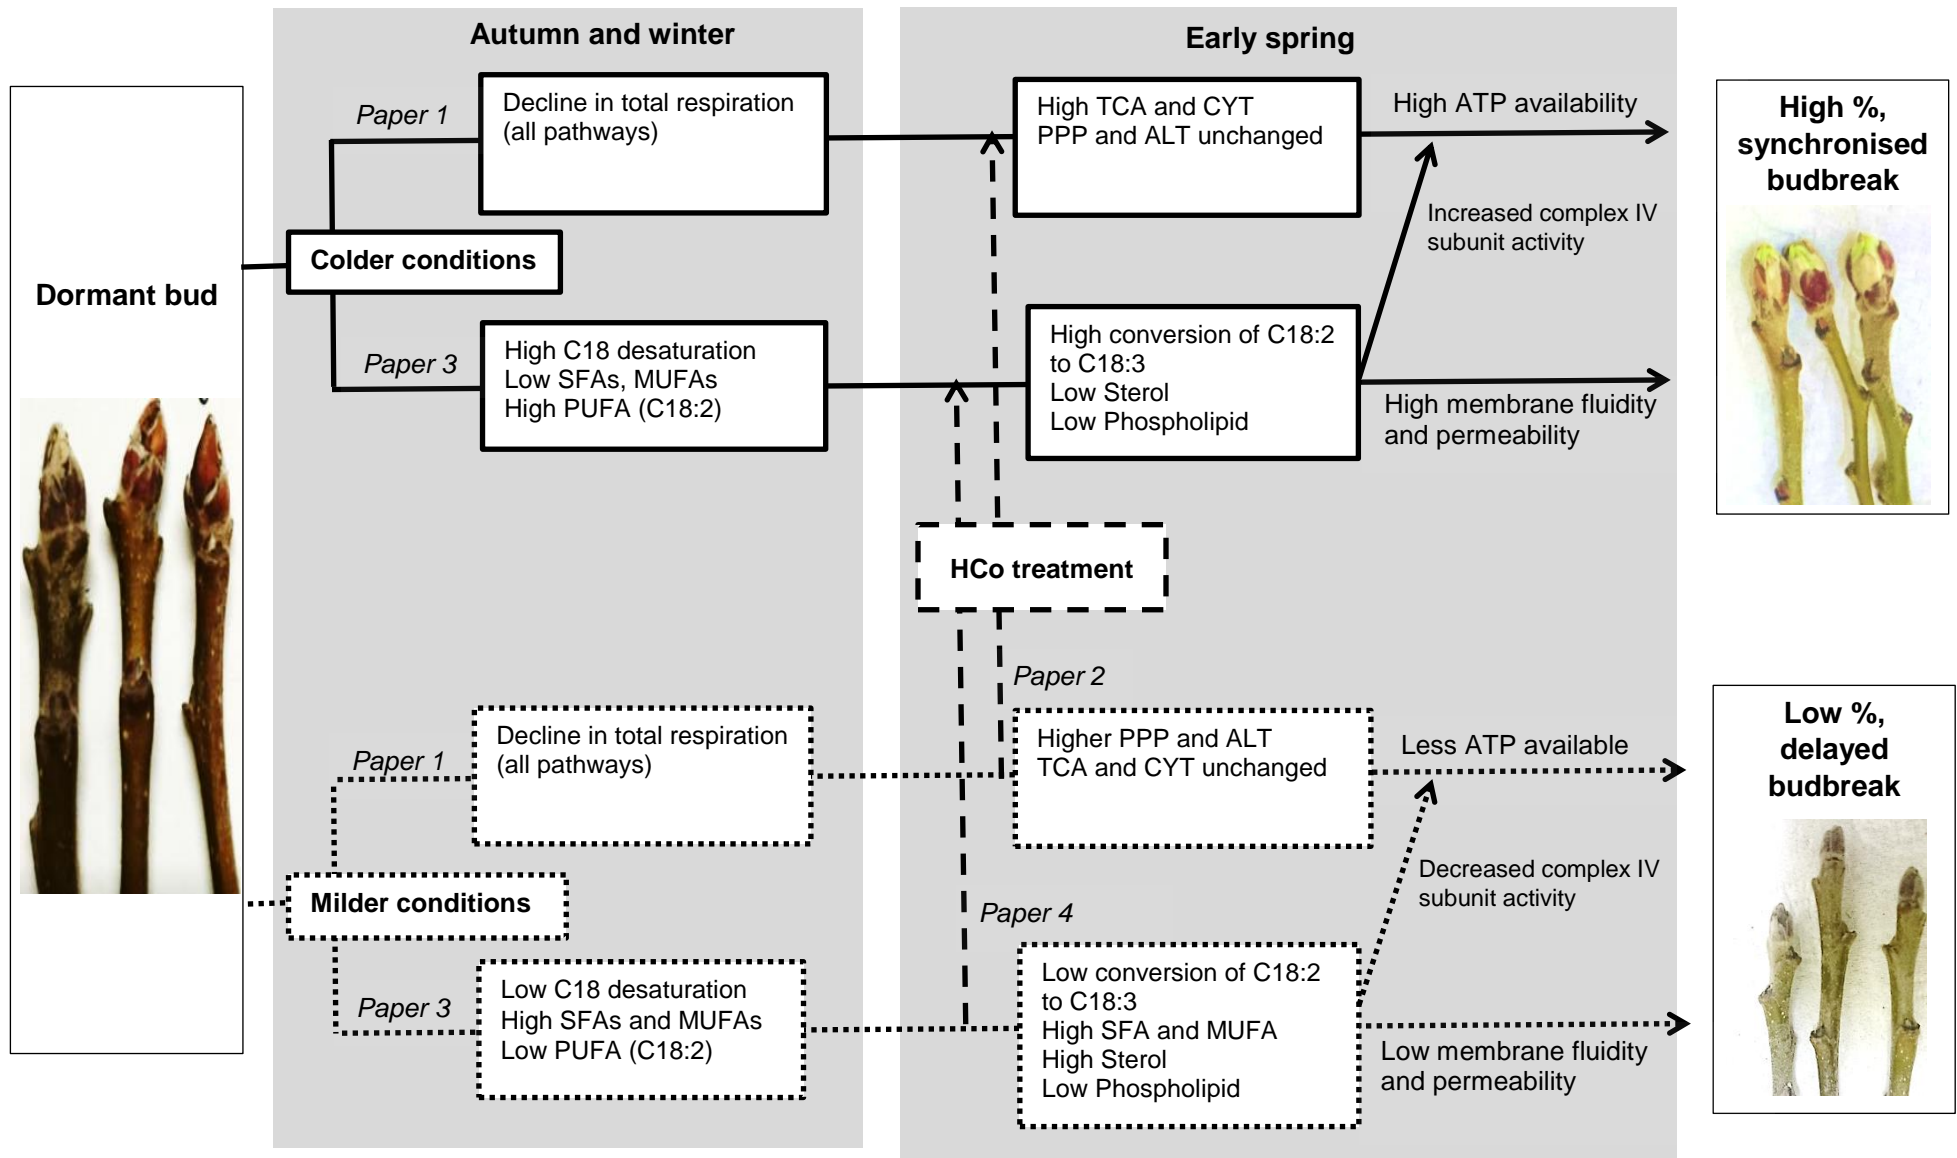 Autumn and winter
Early spring
Dormant bud
Colder conditions
Paper 1
Decline in total respiration
(all pathways)
High TCA and CYT
PPP and ALT unchanged
High ATP availability
Increased complex IV
subunit activity
Paper 3
High C18 desaturation
Low SFAs, MUFAs
High PUFA (C18:2)
High conversion of C18:2
to C18:3
Low Sterol
Low Phospholipid
High membrane fluidity
and permeability
High %,
synchronised
budbreak
HCo treatment
Paper 2
Paper 4
Milder conditions
Paper 1
Decline in total respiration
(all pathways)
Higher PPP and ALT
TCA and CYT unchanged
Less ATP available
Decreased complex IV
subunit activity
Paper 3
Low C18 desaturation
High SFAs and MUFAs
Low PUFA (C18:2)
Low conversion of C18:2
to C18:3
High SFA and MUFA
High Sterol
Low Phospholipid
Low membrane fluidity
and permeability
Low %,
delayed
budbreak